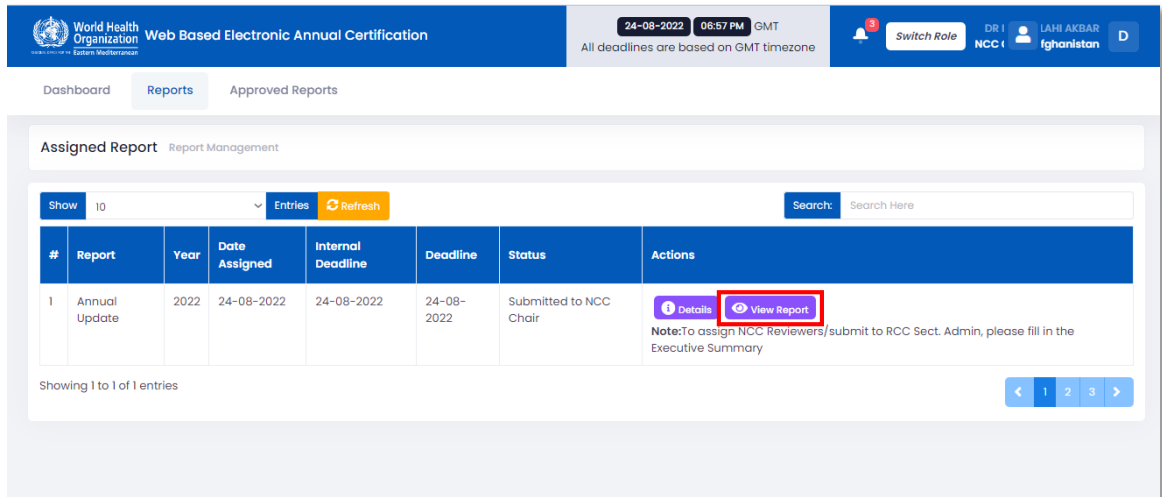 World Health
Organization
Eastern Mediterranean
Web Based Electronic Annual Certification
24-08-2022 06:57 PM GMT
All deadlines are based on GMT timezone
3
Switch Role
DR I LAHI AKBAR
NCC ( fghanistan
D
Dashboard Reports Approved Reports
Assigned Report Report Management
Show 10 Entries Refresh
Search: Search Here
# Report Year Date Assigned Internal Deadline Deadline Status Actions
1 Annual Update 2022 24-08-2022 24-08-2022 24-08-2022 Submitted to NCC Chair
Details View Report
Note:To assign NCC Reviewers/submit to RCC Sect. Admin, please fill in the
Executive Summary
Showing 1 to 1 of 1 entries
< 1 2 3 >